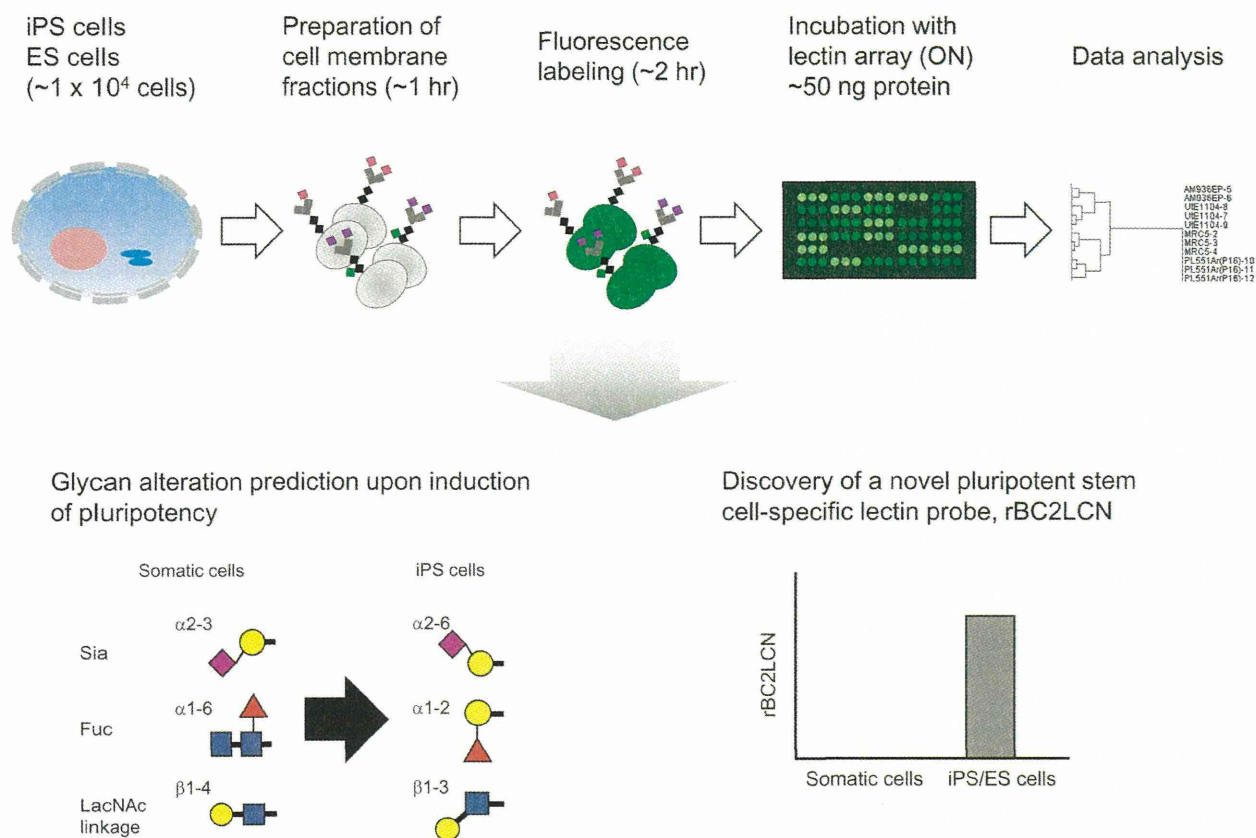 iPS cells
ES cells
(~1 x 10⁴ cells)
Preparation of
cell membrane
fractions (~1 hr)
Fluorescence
labeling (~2 hr)
Incubation with
lectin array (ON)
~50 ng protein
Data analysis
AM936EP-5
AM936EP-6
UtE1104-8
UtE1104-7
UtE1104-9
MRC5-2
MRC5-3
MRC5-4
PL551Ar(P16)-10
PL551Ar(P16)-11
PL551Ar(P16)-12
Glycan alteration prediction upon induction
of pluripotency
Somatic cells
iPS cells
Sia
α2-3
α2-6
Fuc
α1-6
α1-2
LacNAc
linkage
β1-4
β1-3
Discovery of a novel pluripotent stem
cell-specific lectin probe, rBC2LCN
rBC2LCN
Somatic cells
iPS/ES cells